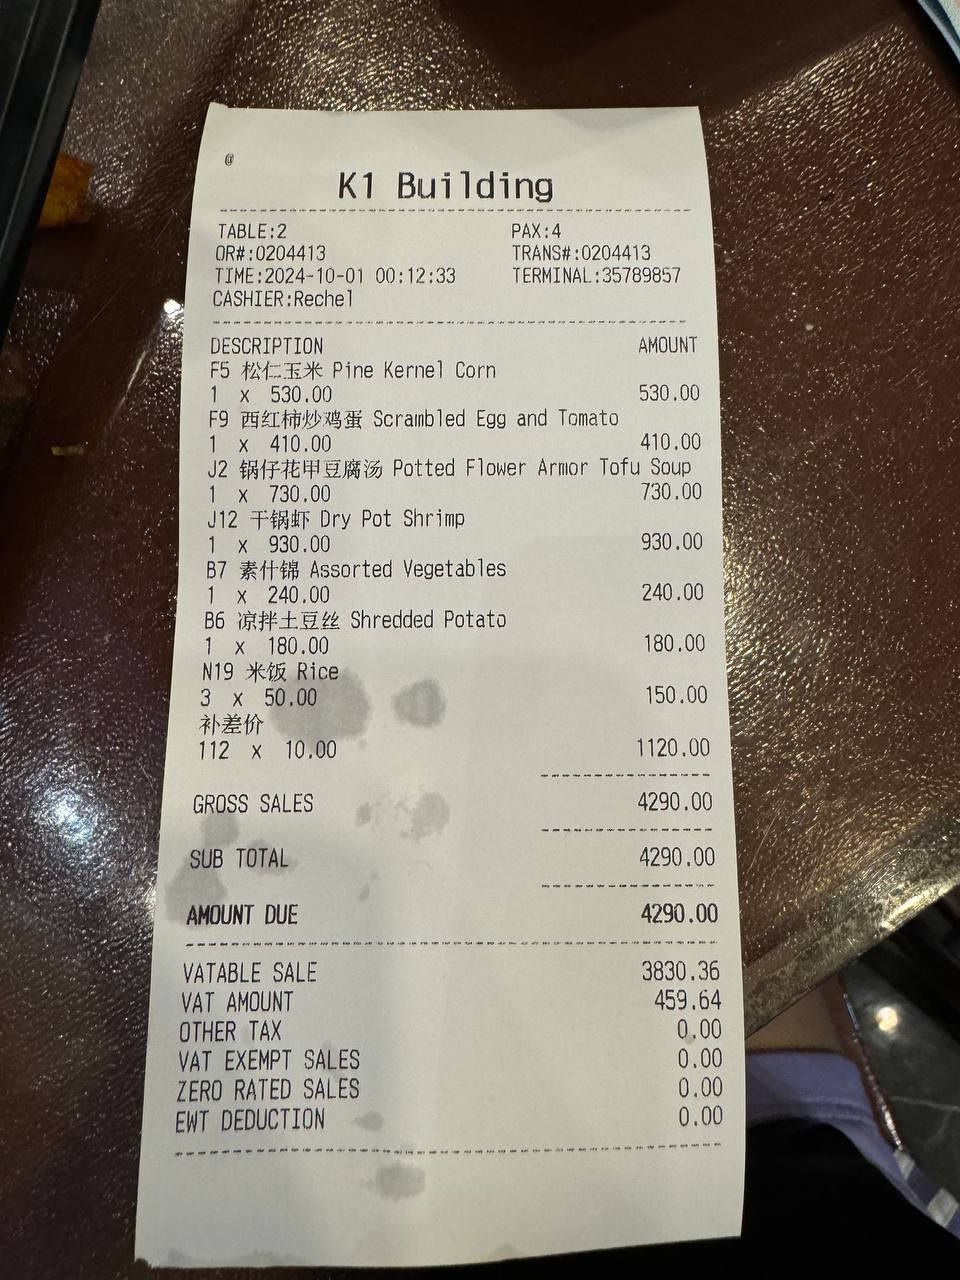 @
K1 Building
TABLE:2 PAX:4
OR#:0204413 TRANS#:0204413
TIME:2024-10-01 00:12:33 TERMINAL:35789857
CASHIER:Rechel
DESCRIPTION AMOUNT
F5 松仁玉米 Pine Kernel Corn
1 x 530.00 530.00
F9 西红柿炒鸡蛋 Scrambled Egg and Tomato
1 x 410.00 410.00
J2 锅仔花甲豆腐汤 Potted Flower Armor Tofu Soup
1 x 730.00 730.00
J12 干锅虾 Dry Pot Shrimp
1 x 930.00 930.00
B7 素什锦 Assorted Vegetables
1 x 240.00 240.00
B6 凉拌土豆丝 Shredded Potato
1 x 180.00 180.00
N19 米饭 Rice
3 x 50.00 150.00
补差价
112 x 10.00 1120.00
GROSS SALES 4290.00
SUB TOTAL 4290.00
AMOUNT DUE 4290.00
VATABLE SALE 3830.36
VAT AMOUNT 459.64
OTHER TAX 0.00
VAT EXEMPT SALES 0.00
ZERO RATED SALES 0.00
EWT DEDUCTION 0.00